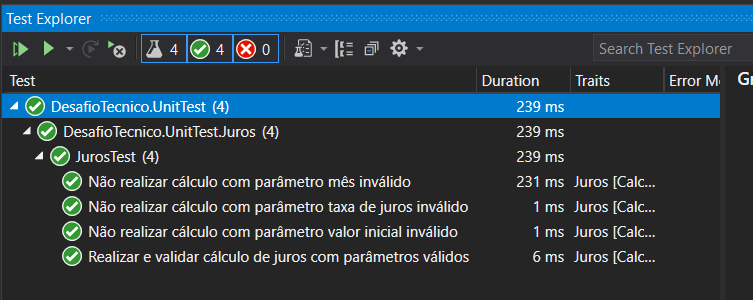 Test Explorer
4 4 0 Search Test Explorer
Test Duration Traits Error Me Gr
DesafioTecnico.UnitTest (4) 239 ms
DesafioTecnico.UnitTest.Juros (4) 239 ms
JurosTest (4) 239 ms
Não realizar cálculo com parâmetro mês inválido 231 ms Juros [Calc...
Não realizar cálculo com parâmetro taxa de juros inválido 1 ms Juros [Calc...
Não realizar cálculo com parâmetro valor inicial inválido 1 ms Juros [Calc...
Realizar e validar cálculo de juros com parâmetros válidos 6 ms Juros [Calc...